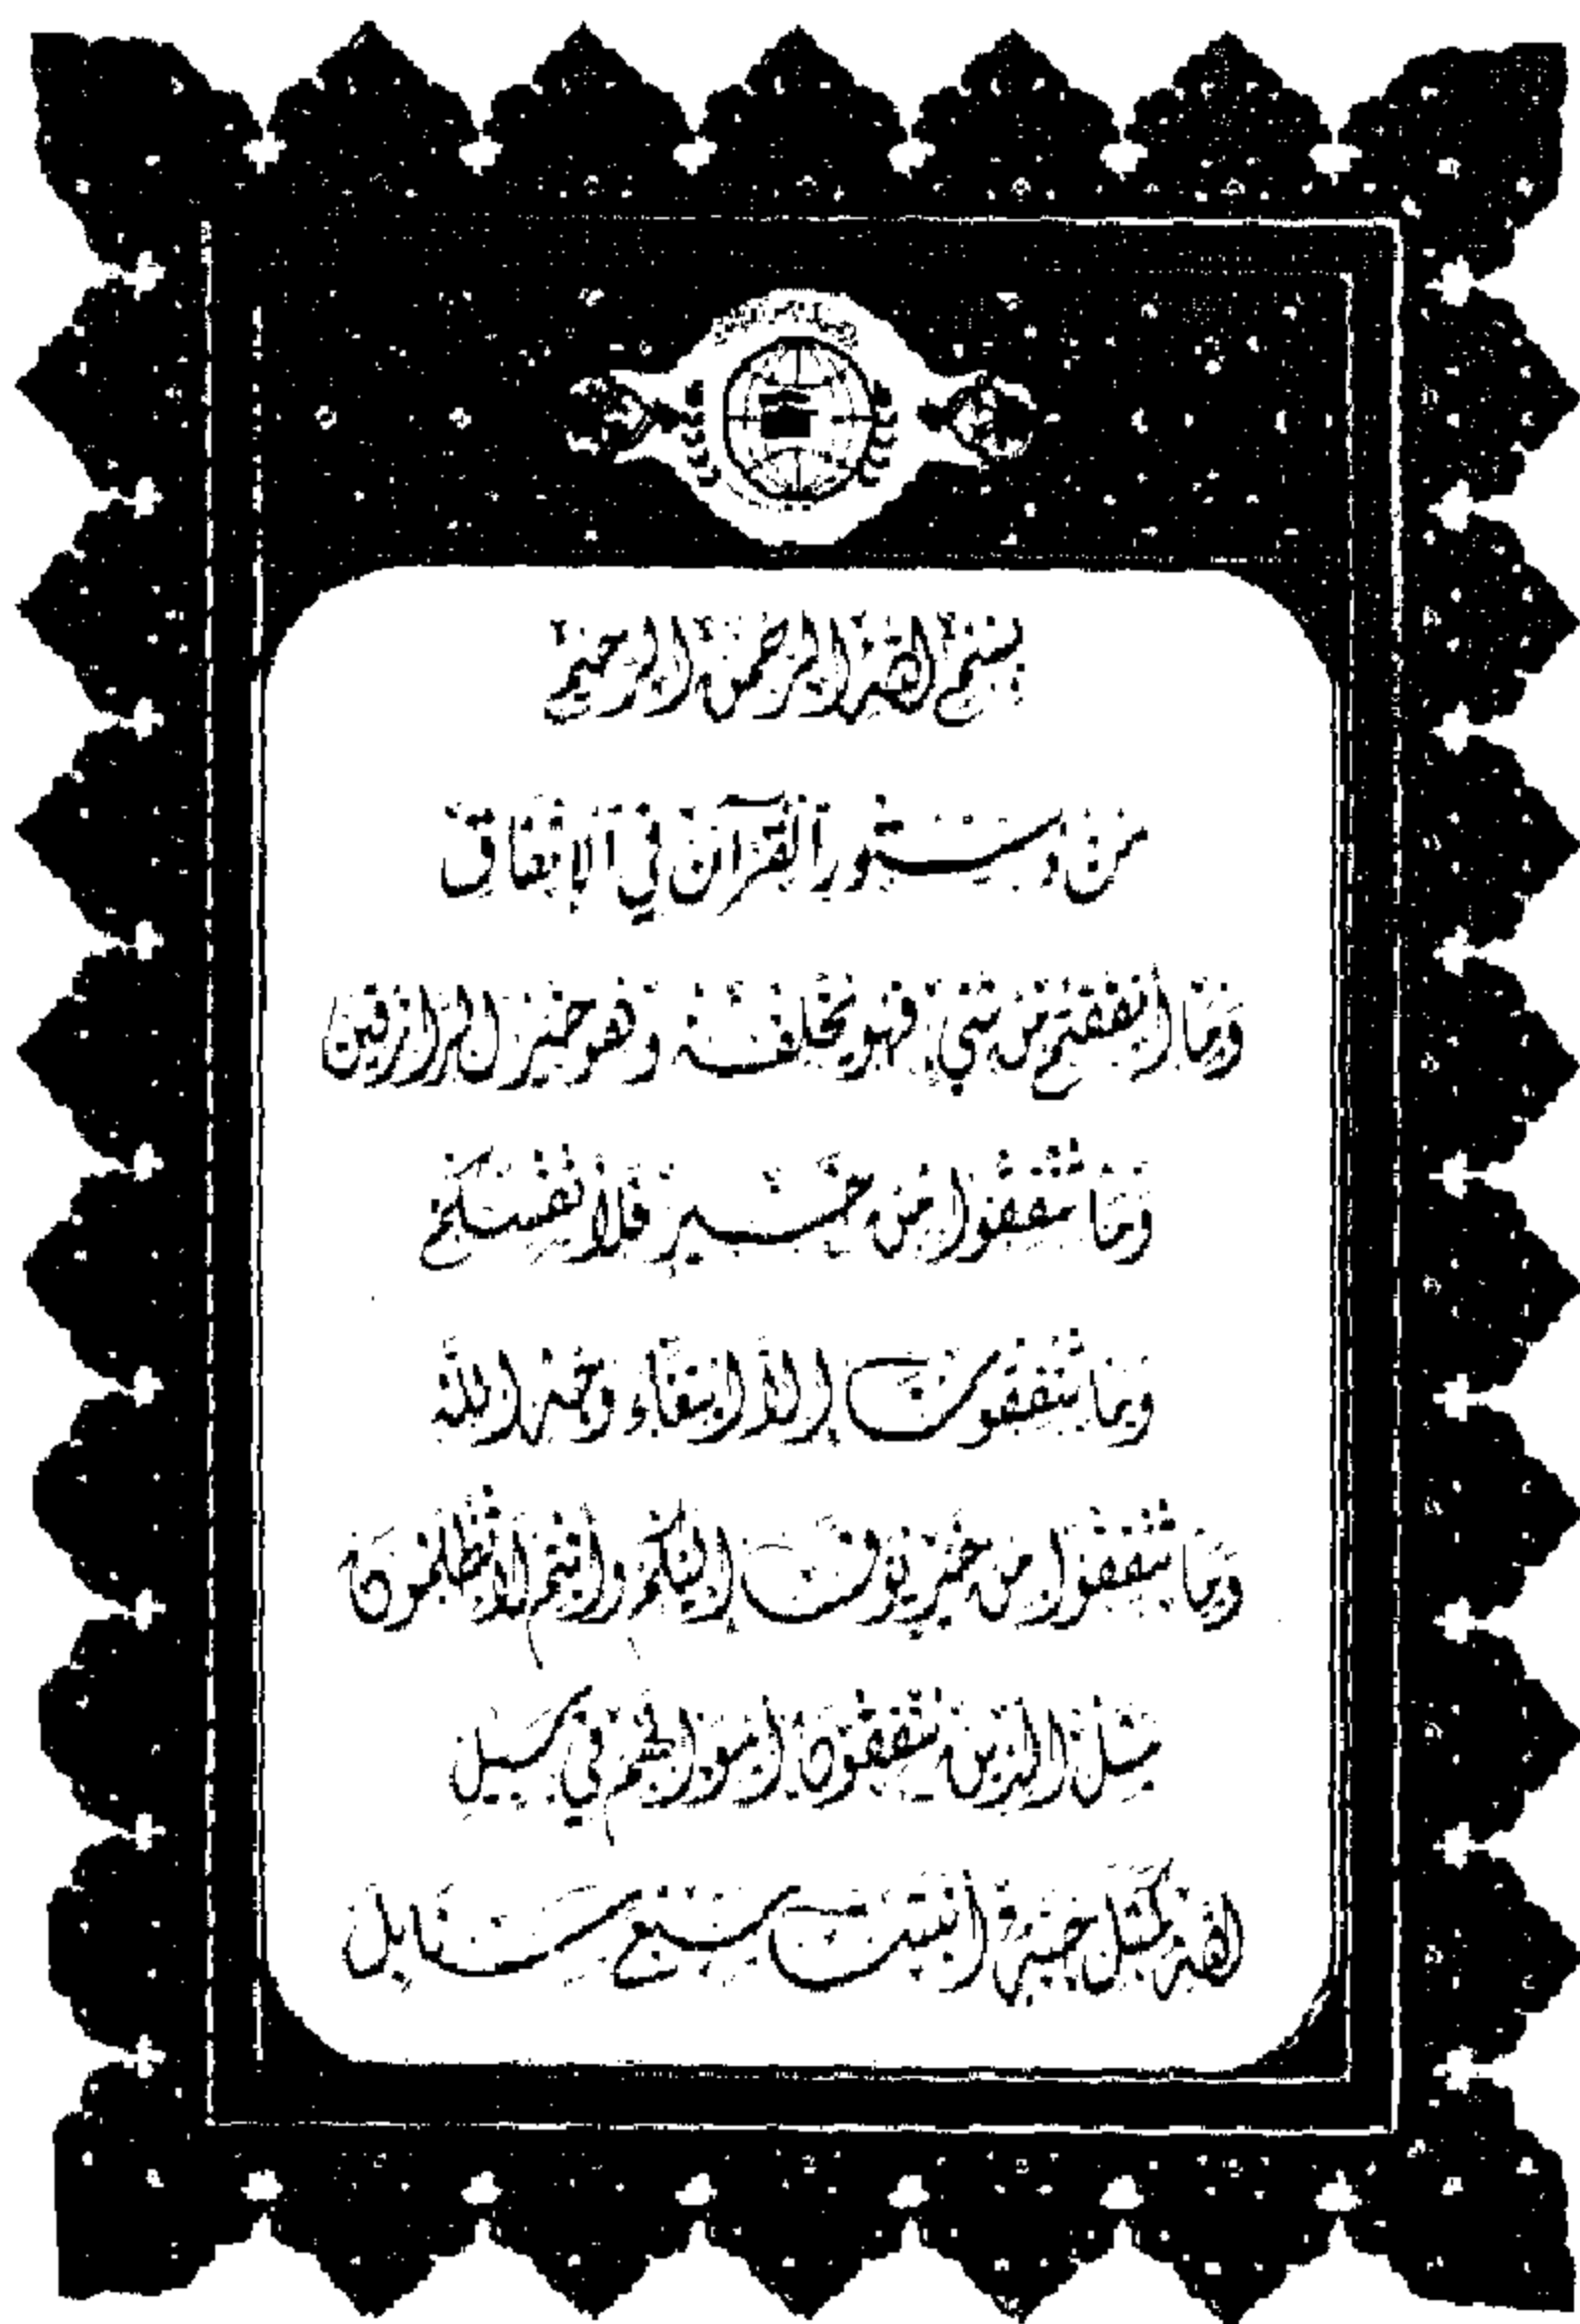 بسم الله الرحمن الرحيم
من دستور القرآن في الإنفاق
وما أنفقتم من شيء فهو يخلفه وهو خير الرازقين
وما تنفقوا من خير فلأنفسكم
وما تنفقون إلا ابتغاء وجه الله
وما تنفقوا من خير يوف إليكم وأنتم لا تظلمون
مثل الذين ينفقون أموالهم في سبيل
الله كمثل حبة أنبتت سبع سنابل